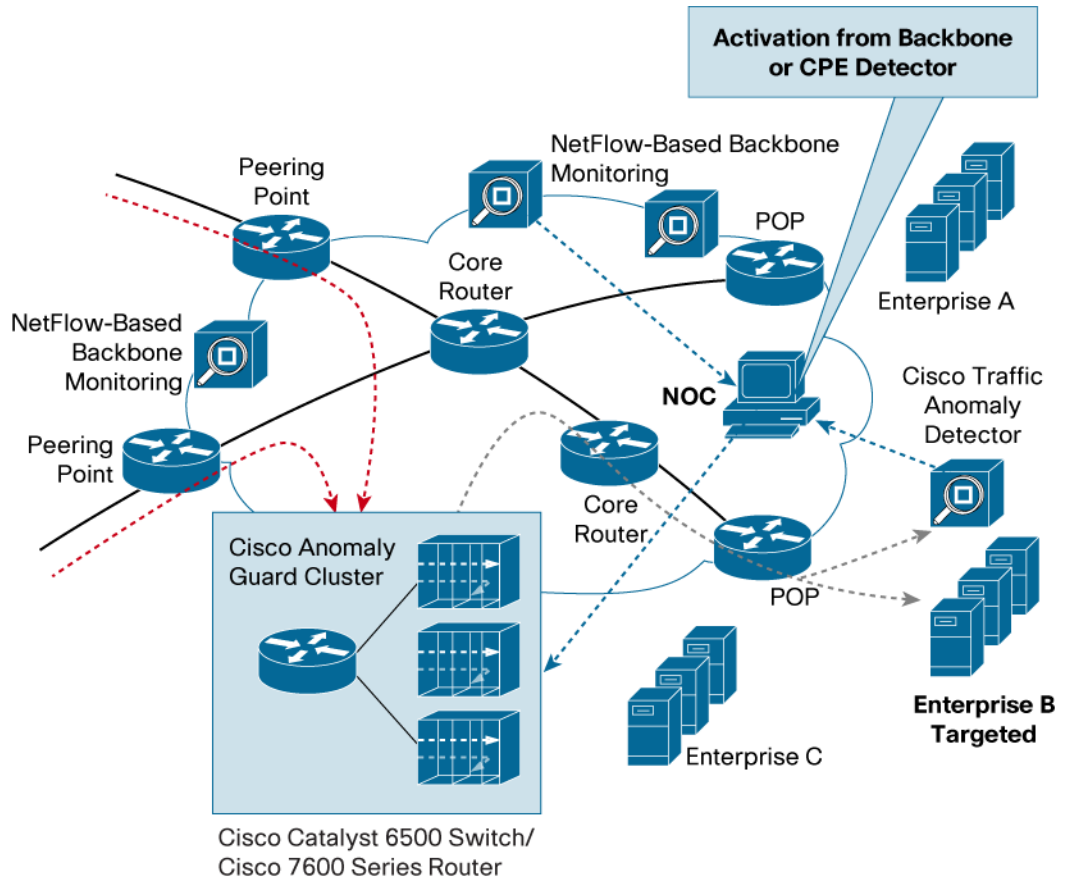 Activation from Backbone
or CPE Detector
NetFlow-Based Backbone
Monitoring
Peering
Point
POP
Core
Router
Enterprise A
NetFlow-Based
Backbone
Monitoring
NOC
Cisco Traffic
Anomaly
Detector
Peering
Point
Core
Router
Cisco Anomaly
Guard Cluster
POP
Enterprise B
Targeted
Enterprise C
Cisco Catalyst 6500 Switch/
Cisco 7600 Series Router